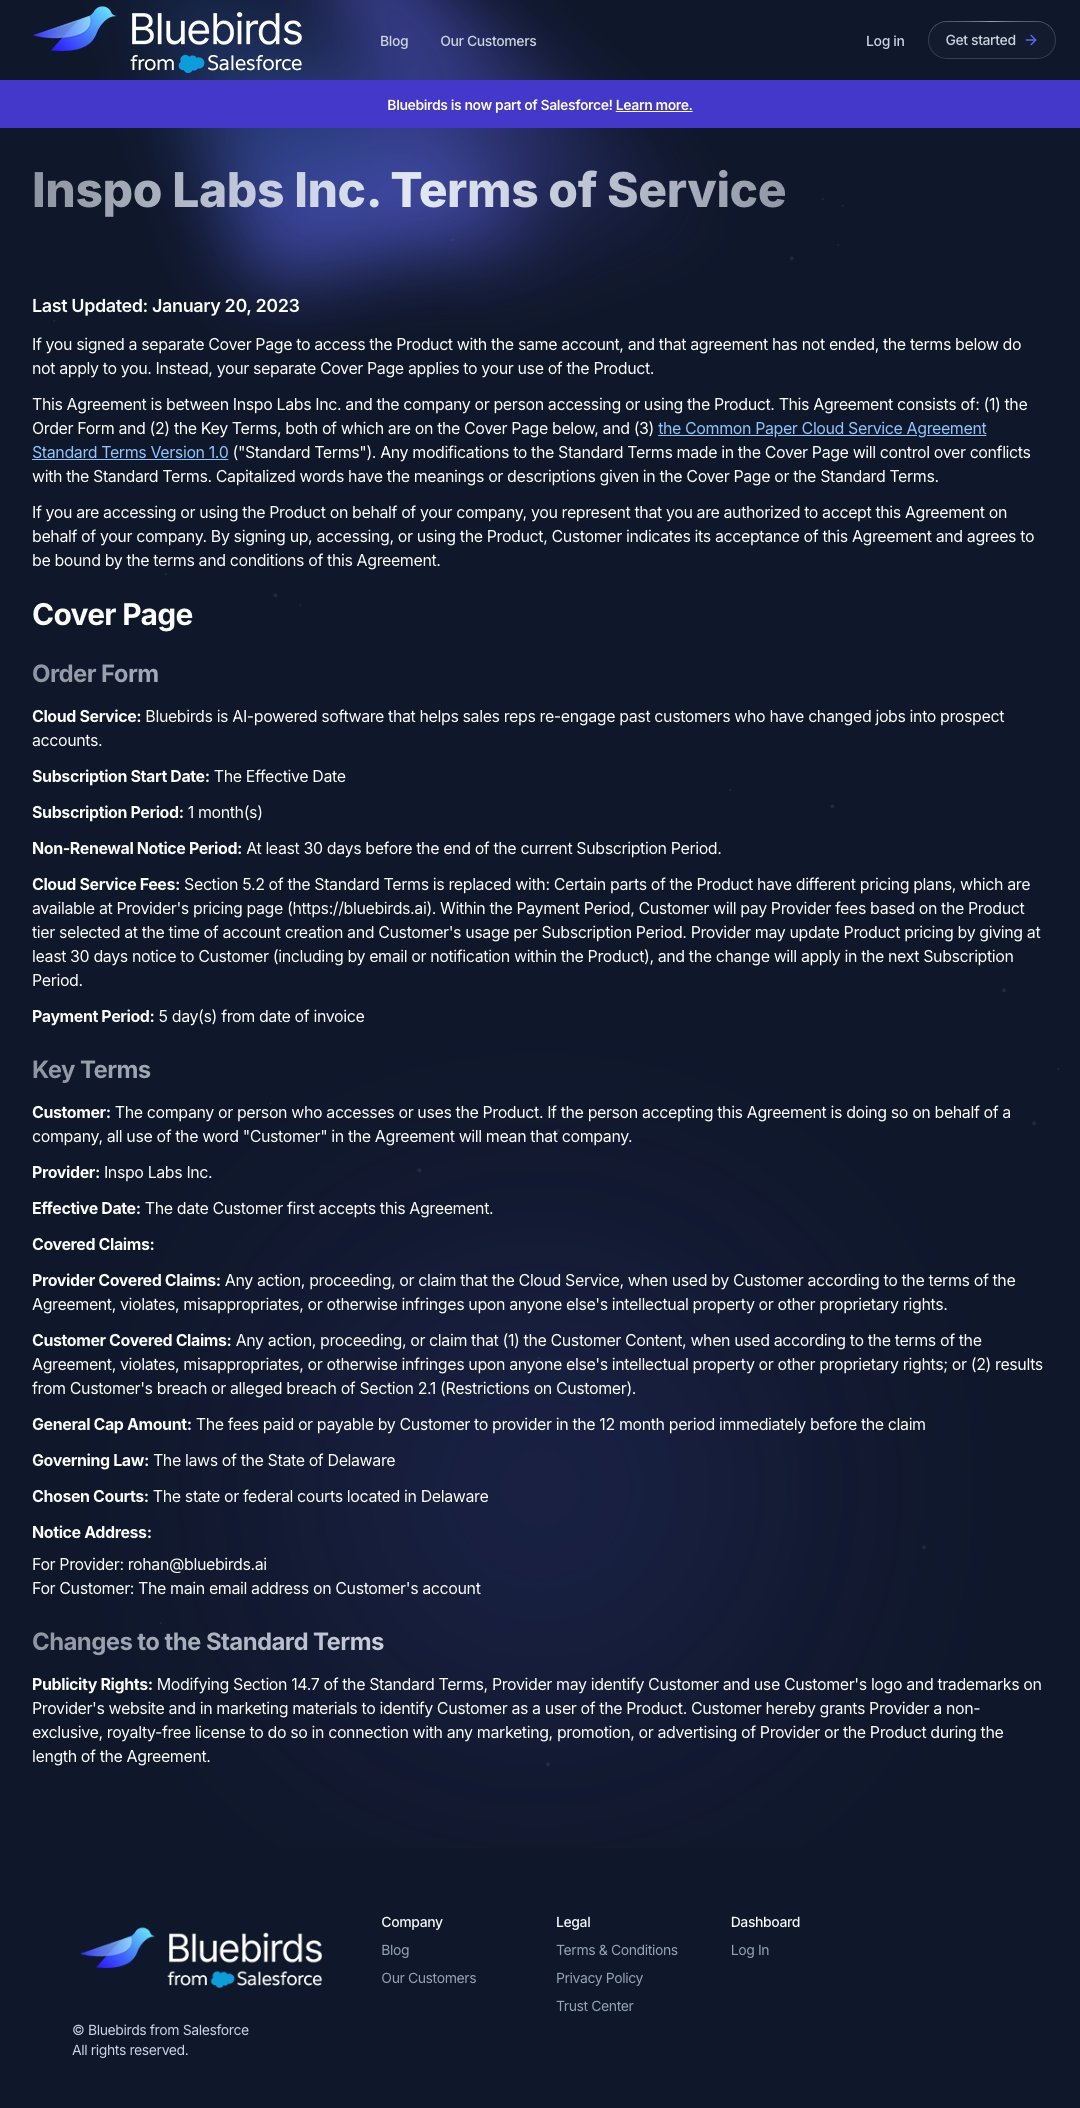 Bluebirds
from Salesforce
Blog Our Customers Log in Get started
Bluebirds is now part of Salesforce! Learn more.
Inspo Labs Inc. Terms of Service
Last Updated: January 20, 2023
If you signed a separate Cover Page to access the Product with the same account, and that agreement has not ended, the terms below do
not apply to you. Instead, your separate Cover Page applies to your use of the Product.
This Agreement is between Inspo Labs Inc. and the company or person accessing or using the Product. This Agreement consists of: (1) the
Order Form and (2) the Key Terms, both of which are on the Cover Page below, and (3) the Common Paper Cloud Service Agreement
Standard Terms Version 1.0 ("Standard Terms"). Any modifications to the Standard Terms made in the Cover Page will control over conflicts
with the Standard Terms. Capitalized words have the meanings or descriptions given in the Cover Page or the Standard Terms.
If you are accessing or using the Product on behalf of your company, you represent that you are authorized to accept this Agreement on
behalf of your company. By signing up, accessing, or using the Product, Customer indicates its acceptance of this Agreement and agrees to
be bound by the terms and conditions of this Agreement.
Cover Page
Order Form
Cloud Service: Bluebirds is AI-powered software that helps sales reps re-engage past customers who have changed jobs into prospect
accounts.
Subscription Start Date: The Effective Date
Subscription Period: 1 month(s)
Non-Renewal Notice Period: At least 30 days before the end of the current Subscription Period.
Cloud Service Fees: Section 5.2 of the Standard Terms is replaced with: Certain parts of the Product have different pricing plans, which are
available at Provider's pricing page (https://bluebirds.ai). Within the Payment Period, Customer will pay Provider fees based on the Product
tier selected at the time of account creation and Customer's usage per Subscription Period. Provider may update Product pricing by giving at
least 30 days notice to Customer (including by email or notification within the Product), and the change will apply in the next Subscription
Period.
Payment Period: 5 day(s) from date of invoice
Key Terms
Customer: The company or person who accesses or uses the Product. If the person accepting this Agreement is doing so on behalf of a
company, all use of the word "Customer" in the Agreement will mean that company.
Provider: Inspo Labs Inc.
Effective Date: The date Customer first accepts this Agreement.
Covered Claims:
Provider Covered Claims: Any action, proceeding, or claim that the Cloud Service, when used by Customer according to the terms of the
Agreement, violates, misappropriates, or otherwise infringes upon anyone else's intellectual property or other proprietary rights.
Customer Covered Claims: Any action, proceeding, or claim that (1) the Customer Content, when used according to the terms of the
Agreement, violates, misappropriates, or otherwise infringes upon anyone else's intellectual property or other proprietary rights; or (2) results
from Customer's breach or alleged breach of Section 2.1 (Restrictions on Customer).
General Cap Amount: The fees paid or payable by Customer to provider in the 12 month period immediately before the claim
Governing Law: The laws of the State of Delaware
Chosen Courts: The state or federal courts located in Delaware
Notice Address:
For Provider: rohan@bluebirds.ai
For Customer: The main email address on Customer's account
Changes to the Standard Terms
Publicity Rights: Modifying Section 14.7 of the Standard Terms, Provider may identify Customer and use Customer's logo and trademarks on
Provider's website and in marketing materials to identify Customer as a user of the Product. Customer hereby grants Provider a non-
exclusive, royalty-free license to do so in connection with any marketing, promotion, or advertising of Provider or the Product during the
length of the Agreement.
Bluebirds
from Salesforce
© Bluebirds from Salesforce
All rights reserved.
Company
Blog
Our Customers
Legal
Terms & Conditions
Privacy Policy
Trust Center
Dashboard
Log In